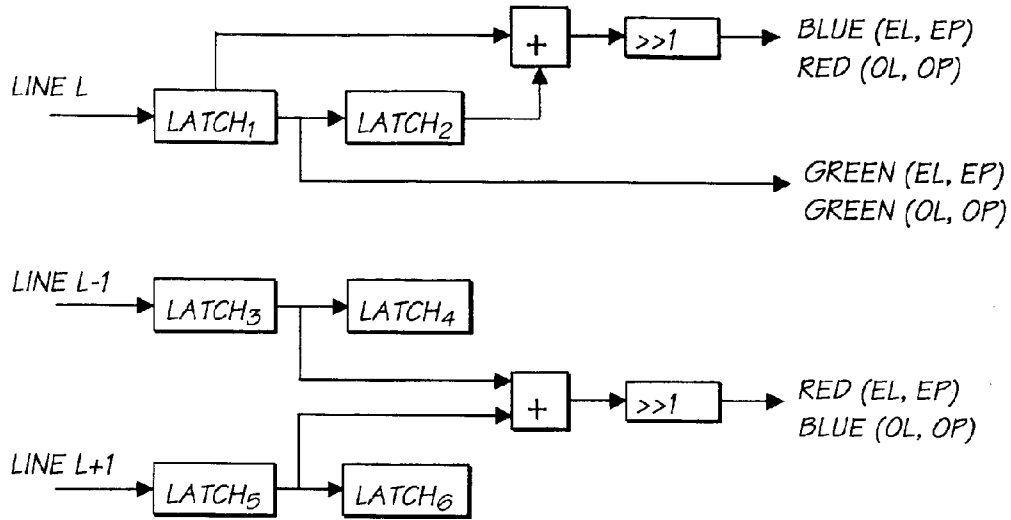 BLUE (EL, EP)
RED (OL, OP)
+
>>1
LINE L
LATCH1
LATCH2
GREEN (EL, EP)
GREEN (OL, OP)
LINE L-1
LATCH3
LATCH4
+
>>1
RED (EL, EP)
BLUE (OL, OP)
LINE L+1
LATCH5
LATCH6